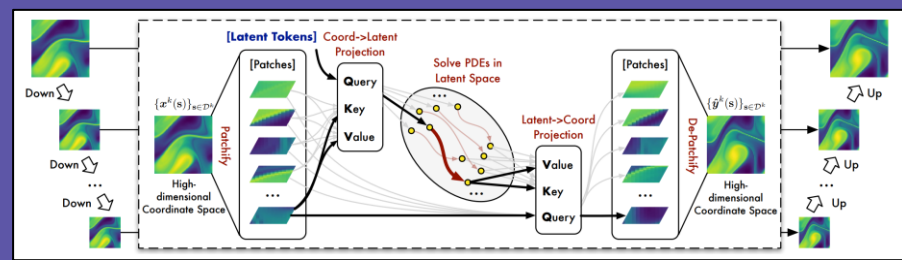 Down
Down
...
Down
{x^k(s)}_{s∈D^k}
High-
dimensional
Coordinate Space
Patchify
[Patches]
...
[Latent Tokens]
Coord->Latent
Projection
Query
Key
Value
Solve PDEs in
Latent Space
...
...
Latent->Coord
Projection
Value
Key
Query
[Patches]
...
De-Patchify
{ŷ^k(s)}_{s∈D^k}
High-
dimensional
Coordinate Space
Up
Up
...
Up